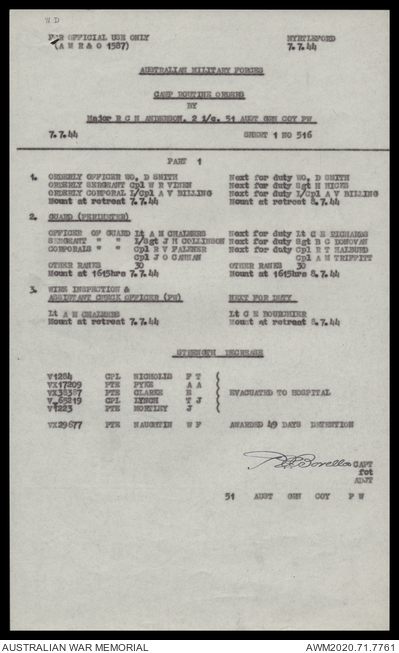 W.D
FOR OFFICIAL USE ONLY MYRTLEFORD
(A M R & O 1587) 7.7.44
AUSTRALIAN MILITARY FORCES
CAMP ROUTINE ORDERS
BY
Major R C H ANDERSON. 2 i/c. 51 AUST GEN COY PW
7.7.44 SHEET 1 NO 516
PART 1
1. ORDERLY OFFICER WO, D SMITH Next for duty WO, D SMITH
ORDERLY SERGEANT Cpl W R VINEN Next for duty Sgt H HICKS
ORDERLY CORPORAL L/Cpl A V BILLING Next for duty L/Cpl A V BILLING
Mount at retreat 7.7.44 Mount at retreat 8.7.44
2. GUARD (PERIMETER)
OFFICER OF GUARD Lt A M CHALMERS Next for duty Lt C E RICHARDS
SERGEANT " " L/Sgt J M COLLINSON Next for duty Sgt B G DONOVAN
CORPORALS " " Cpl R V FALKNER Next for duty Cpl R T HALBURD
Cpl J O Cpl A M TRIFFITT
OTHER RANKS 30 OTHER RANKS 30
Mount at 1615hrs 7.7.44 Mount at 1615hrs 8.7.44
3. WIRE INSPECTION &
ASSISTANT CHECK OFFICER (PW) NEXT FOR DUTY
Lt A M CHALMERS Lt C E
Mount at retreat 7.7.44 Mount at retreat 8.7.44
STRENGTH DECREASE
V1284 CPL NICHOLLS F T (
VX17209 PTE PYKE A A (
VX38387 PTE CLARKE E ( EVACUATED TO HOSPITAL
V 65219 CPL LYNCH T J (
V4223 PTE J (
VX29677 PTE NAUGHTIN W F AWARDED 49 DAYS DETENTION
CAPT
fot
ADJT
51 AUST GEN COY P W
AUSTRALIAN WAR MEMORIAL AWM2020.71.7761